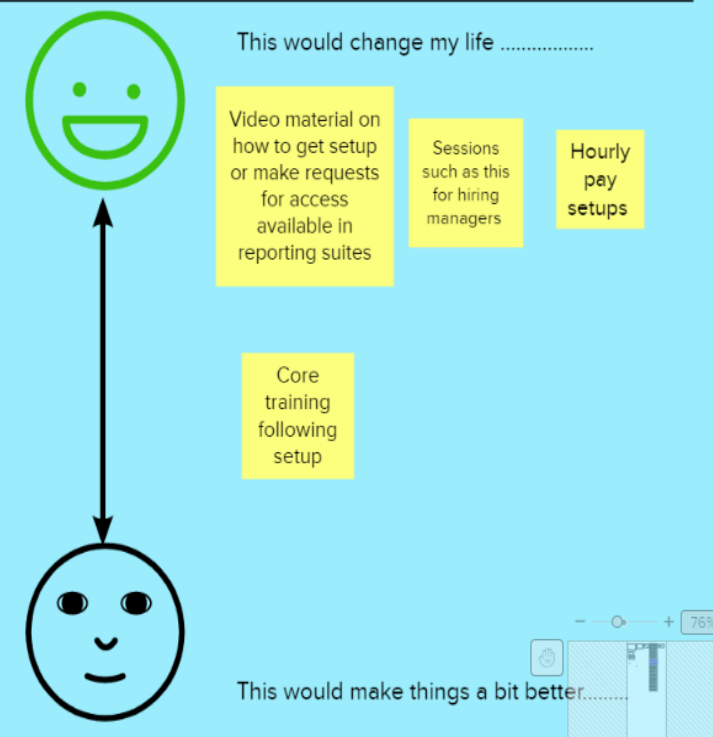 This would change my life ..................
Video material on
how to get setup
or make requests
for access
available in
reporting suites
Sessions
such as this
for hiring
managers
Hourly
pay
setups
Core
training
following
setup
76%
This would make things a bit better.........